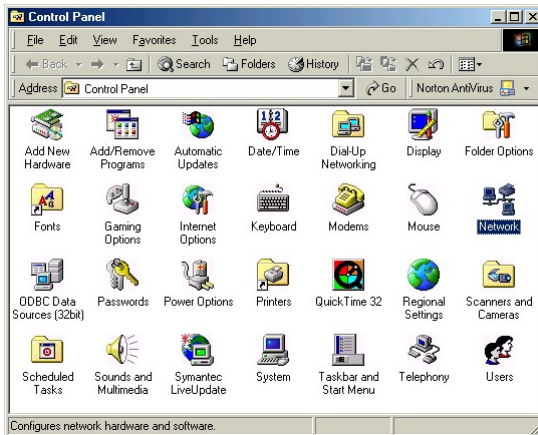 Control Panel
File Edit View Favorites Tools Help
Back Search Folders History
Address Control Panel Go Norton AntiVirus
Add New Hardware
Add/Remove Programs
Automatic Updates
Date/Time
Dial-Up Networking
Display
Folder Options
Fonts
Gaming Options
Internet Options
Keyboard
Modems
Mouse
Network
ODBC Data Sources (32bit)
Passwords
Power Options
Printers
QuickTime 32
Regional Settings
Scanners and Cameras
Scheduled Tasks
Sounds and Multimedia
Symantec LiveUpdate
System
Taskbar and Start Menu
Telephony
Users
Configures network hardware and software.